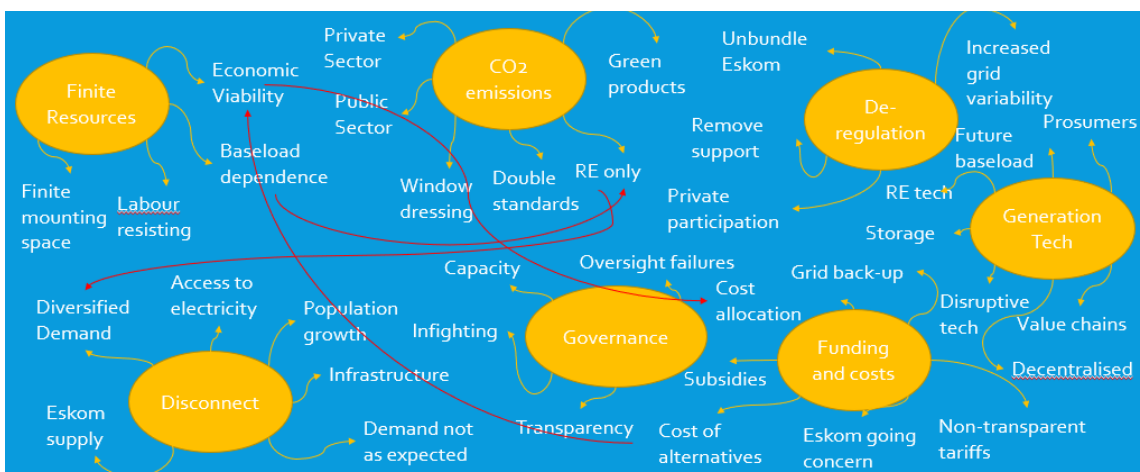 Finite
Resources
Economic
Viability
Baseload
dependence
Finite
mounting
space
Labour
resisting
Private
Sector
Public
Sector
CO2
emissions
Green
products
Window
dressing
Double
standards
RE only
Unbundle
Eskom
Increased
grid
variability
De-
regulation
Remove
support
Private
participation
Prosumers
Future
baseload
RE tech
Generation
Tech
Storage
Disruptive
tech
Value chains
Decentralised
Diversified
Demand
Access to
electricity
Population
growth
Infrastructure
Disconnect
Eskom
supply
Demand not
as expected
Capacity
Oversight failures
Infighting
Governance
Transparency
Cost
allocation
Grid back-up
Funding
and costs
Subsidies
Cost of
alternatives
Eskom going
concern
Non-transparent
tariffs